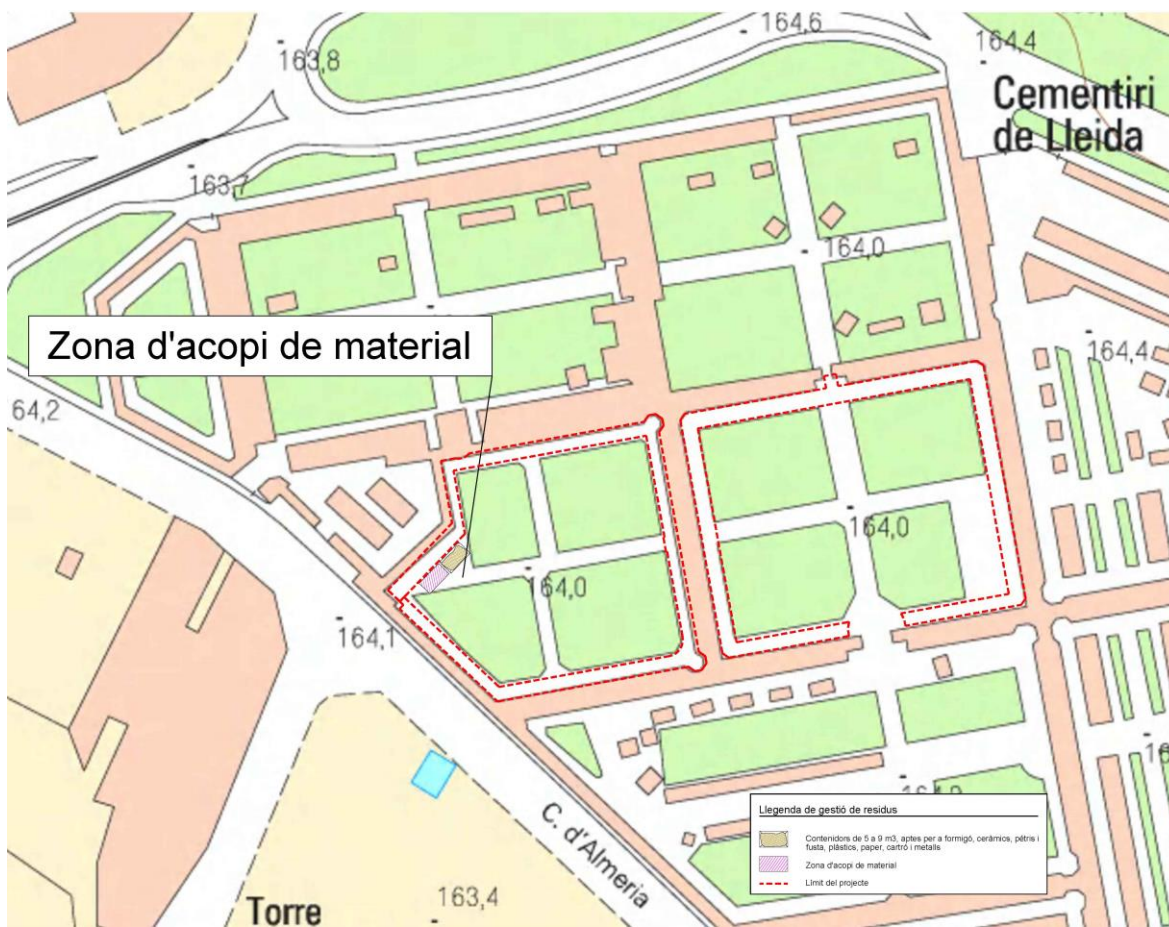 164,6
164,4
163,8
Cementiri
de Lleida
163,7
164,0
Zona d'acopi de material
164,4
64,2
164,0
164,0
164,1
C. d'Almeria
Llegenda de gestió de residus
Contenidors de 5 a 9 m3, aptes per a formigó, ceràmics, pètris i
fusta, plàstics, paper, cartró i metalls
Zona d'acopi de material
Límit del projecte
163,4
Torre